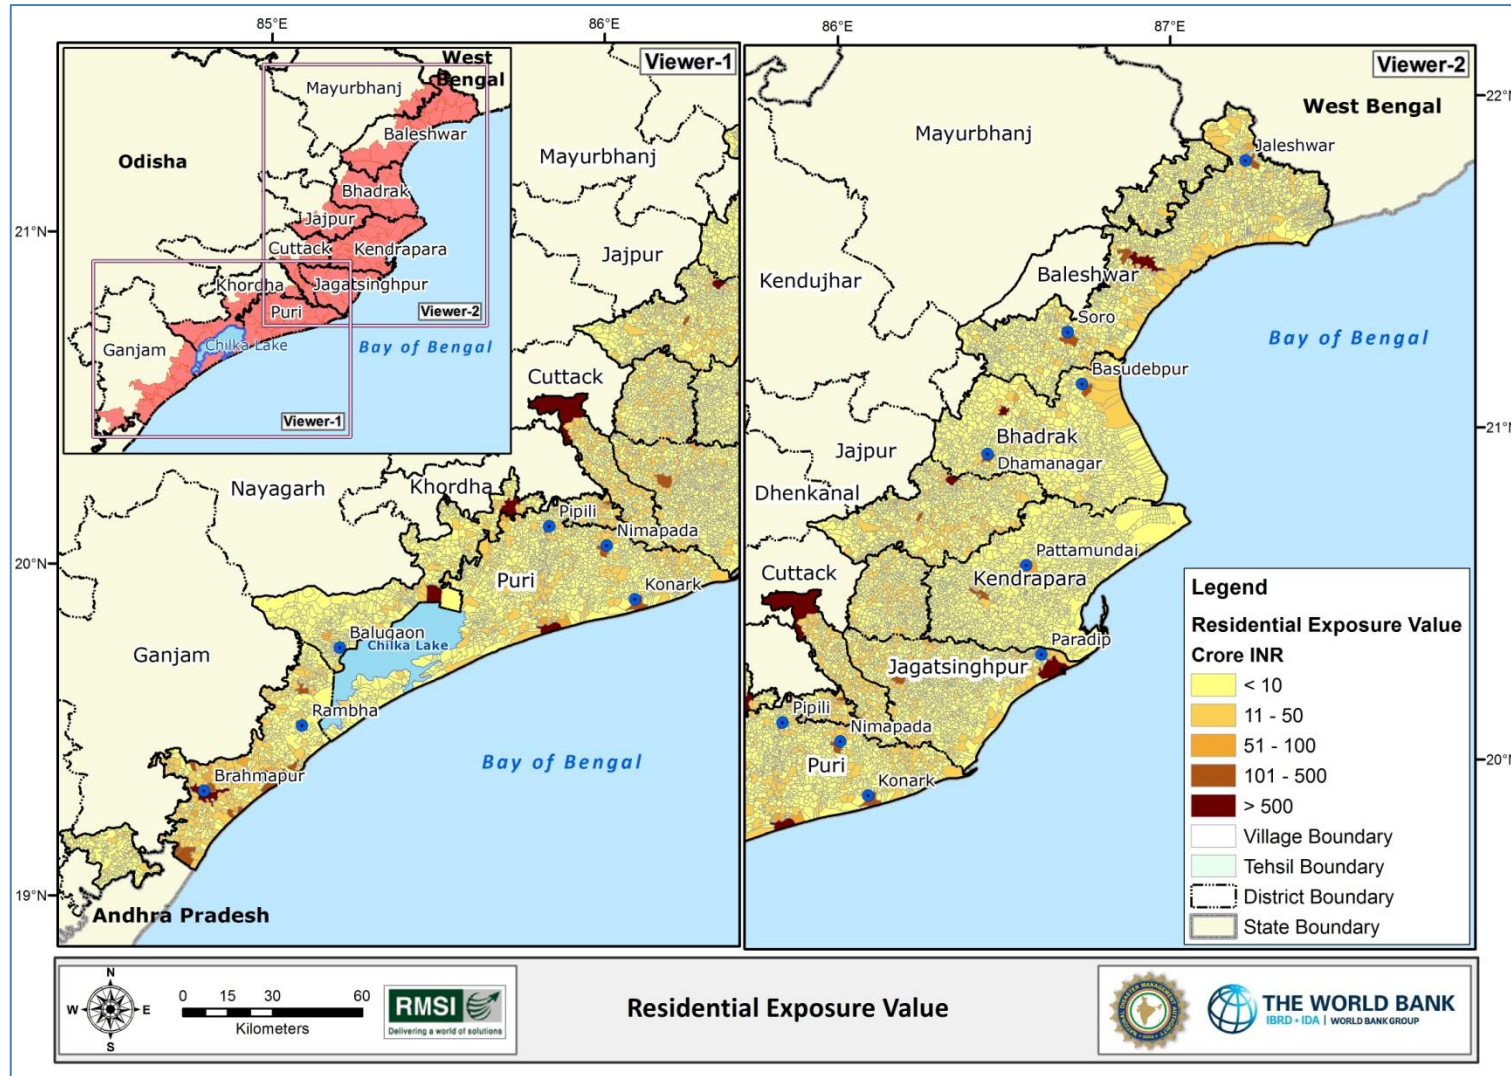 85°E
86°E
86°E
87°E
22°N
21°N
21°N
20°N
20°N
19°N
West
Bengal
Mayurbhanj
Baleshwar
Odisha
Bhadrak
Jajpur
Cuttack
Kendrapara
Khordha
Jagatsinghpur
Puri
Viewer-2
Ganjam
Chilka Lake
Bay of Bengal
Viewer-1
Viewer-1
Mayurbhanj
Jajpur
Cuttack
Nayagarh
Khordha
Pipili
Nimapada
Puri
Konark
Balugaon
Chilka Lake
Ganjam
Rambha
Brahmapur
Bay of Bengal
Andhra Pradesh
Viewer-2
West Bengal
Mayurbhanj
Jaleshwar
Kendujhar
Baleshwar
Soro
Bay of Bengal
Basudebpur
Bhadrak
Jajpur
Dhamanagar
Dhenkanal
Pattamundai
Cuttack
Kendrapara
Paradip
Jagatsinghpur
Pipili
Nimapada
Puri
Konark
Legend
Residential Exposure Value
Crore INR
< 10
11 - 50
51 - 100
101 - 500
> 500
Village Boundary
Tehsil Boundary
District Boundary
State Boundary
N
W E
S
0 15 30 60
Kilometers
RMSI
Delivering a world of solutions
Residential Exposure Value
NATIONAL DISASTER MANAGEMENT AUTHORITY
THE WORLD BANK
IBRD • IDA | WORLD BANK GROUP